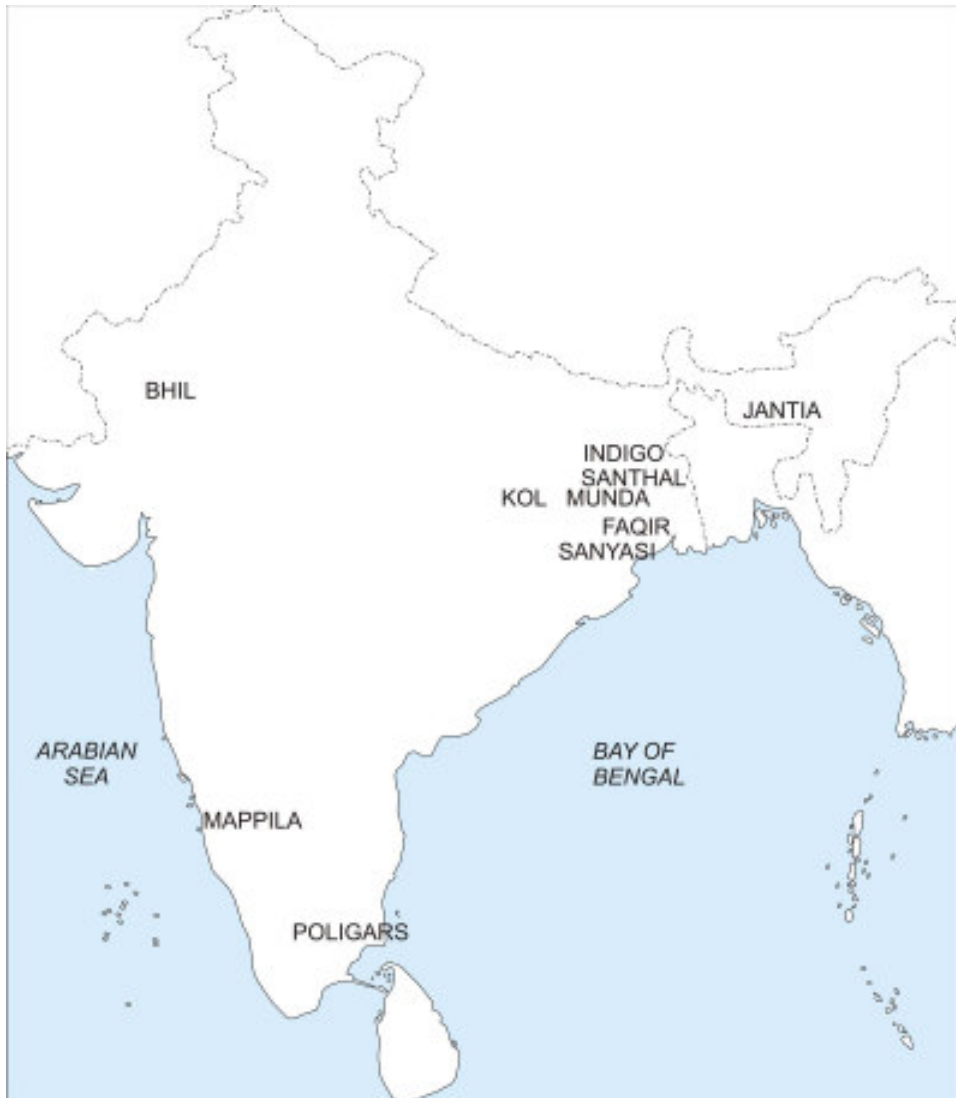 BHIL
JANTIA
INDIGO
SANTHAL
KOL MUNDA
FAQIR
SANYASI
ARABIAN
SEA
BAY OF
BENGAL
MAPPILA
POLIGARS